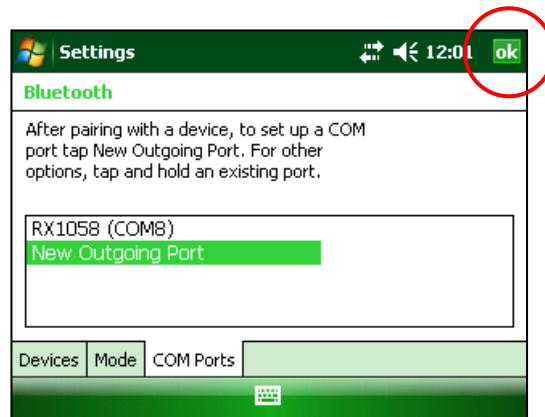 Settings 12:01 ok
Bluetooth
After pairing with a device, to set up a COM
port tap New Outgoing Port. For other
options, tap and hold an existing port.
RX1058 (COM8)
New Outgoing Port
Devices Mode COM Ports